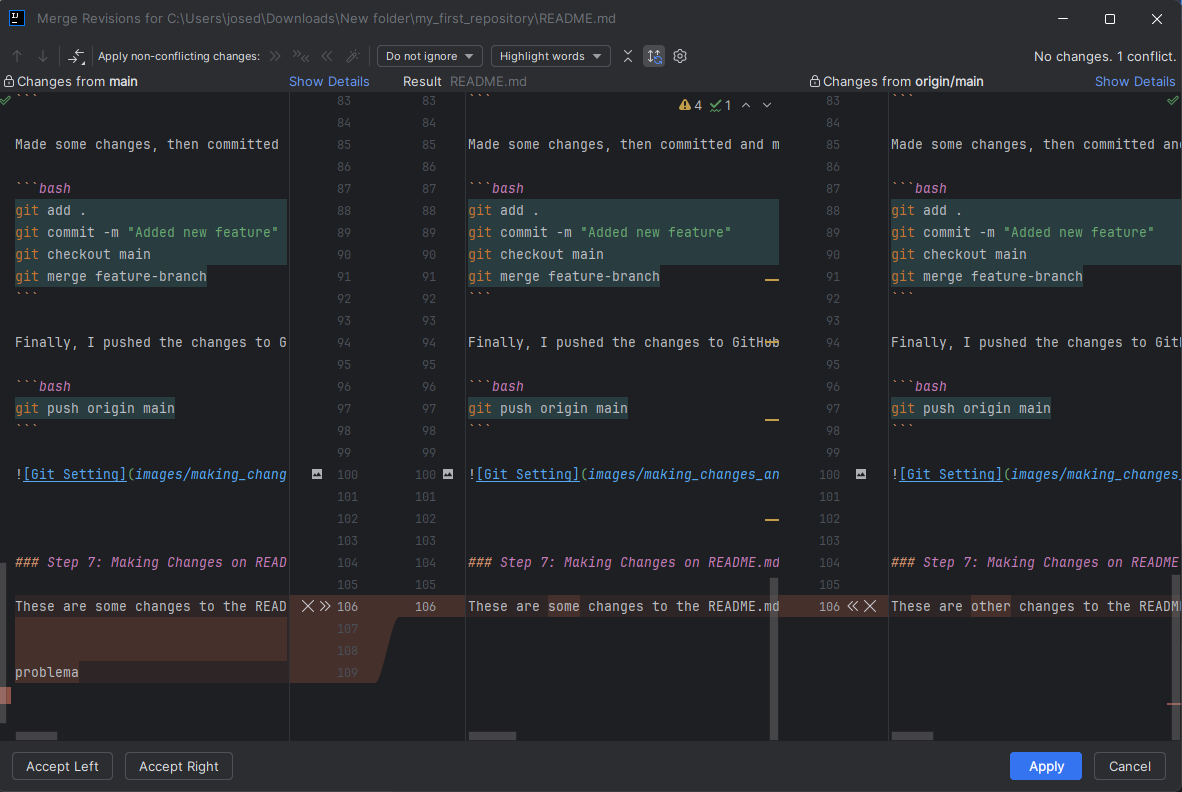 Merge Revisions for C:\Users\josed\Downloads\New folder\my_first_repository\README.md
Apply non-conflicting changes:
Do not ignore
Highlight words
No changes. 1 conflict.
Changes from main
Show Details
Result README.md
Changes from origin/main
Show Details
4 1
```
83
83
```
83
```
84
84
84
Made some changes, then committed
85
85
Made some changes, then committed and m
85
Made some changes, then committed an
86
86
86
```bash
87
87
```bash
87
```bash
git add .
88
88
git add .
88
git add .
git commit -m "Added new feature"
89
89
git commit -m "Added new feature"
89
git commit -m "Added new feature"
git checkout main
90
90
git checkout main
90
git checkout main
git merge feature-branch
91
91
git merge feature-branch
91
git merge feature-branch
```
92
92
```
92
```
93
93
93
Finally, I pushed the changes to G
94
94
Finally, I pushed the changes to GitHub
94
Finally, I pushed the changes to Git
95
95
95
```bash
96
96
```bash
96
```bash
git push origin main
97
97
git push origin main
97
git push origin main
```
98
98
```
98
```
99
99
99
![Git Setting](images/making_chang
100
100
![Git Setting](images/making_changes_an
100
![Git Setting](images/making_changes_
101
101
101
102
102
102
103
103
103
### Step 7: Making Changes on READ
104
104
### Step 7: Making Changes on README.md
104
### Step 7: Making Changes on README
105
105
105
These are some changes to the READ
106
106
These are some changes to the README.md
106
These are other changes to the README
107
108
problema
109
Accept Left
Accept Right
Apply
Cancel